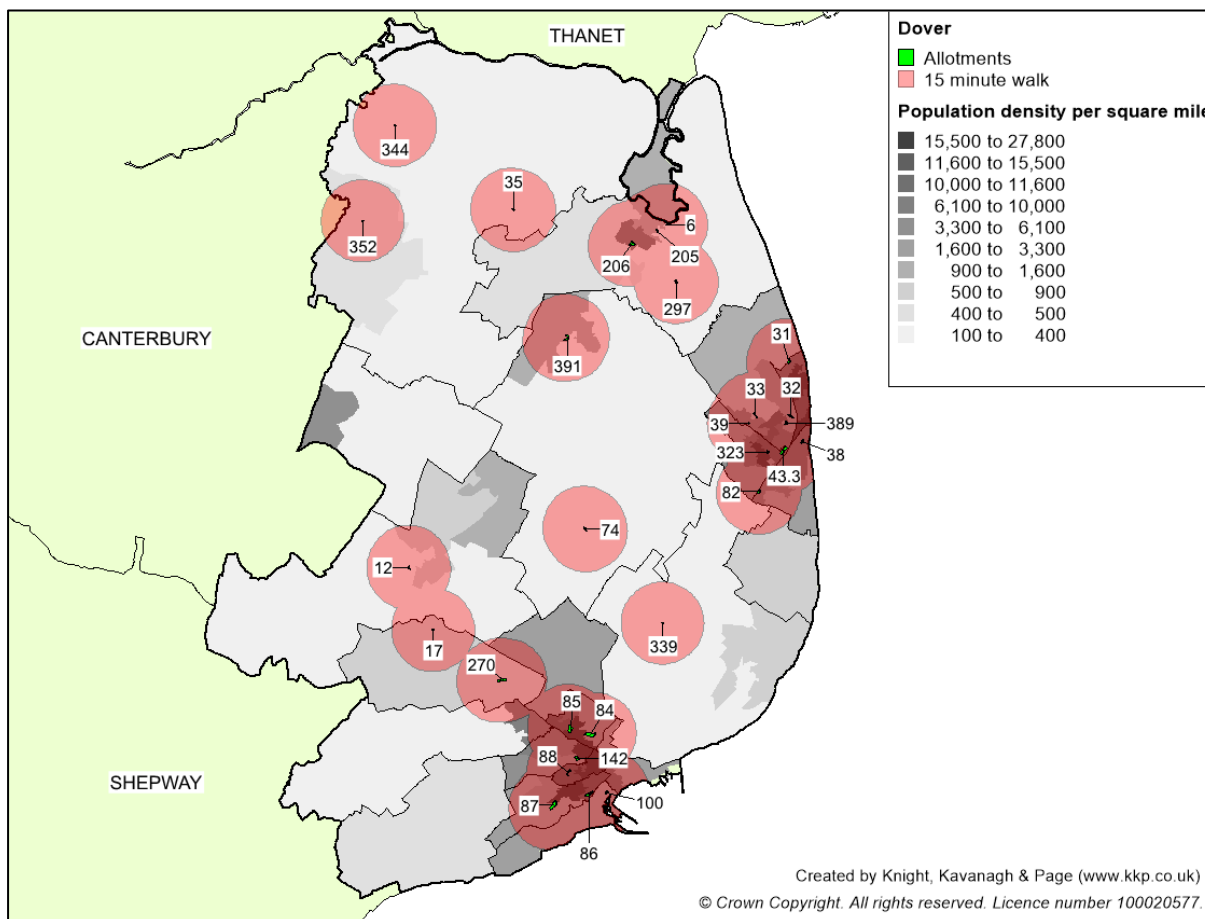 THANET
CANTERBURY
SHEPWAY
344
35
352
6
205
206
297
391
31
33
32
39
389
323
38
43.3
82
74
12
17
339
270
85
84
88
142
87
100
86
Dover
Allotments
15 minute walk
Population density per square mile
15,500 to 27,800
11,600 to 15,500
10,000 to 11,600
6,100 to 10,000
3,300 to 6,100
1,600 to 3,300
900 to 1,600
500 to 900
400 to 500
100 to 400
Created by Knight, Kavanagh & Page (www.kkp.co.uk)
© Crown Copyright. All rights reserved. Licence number 100020577.